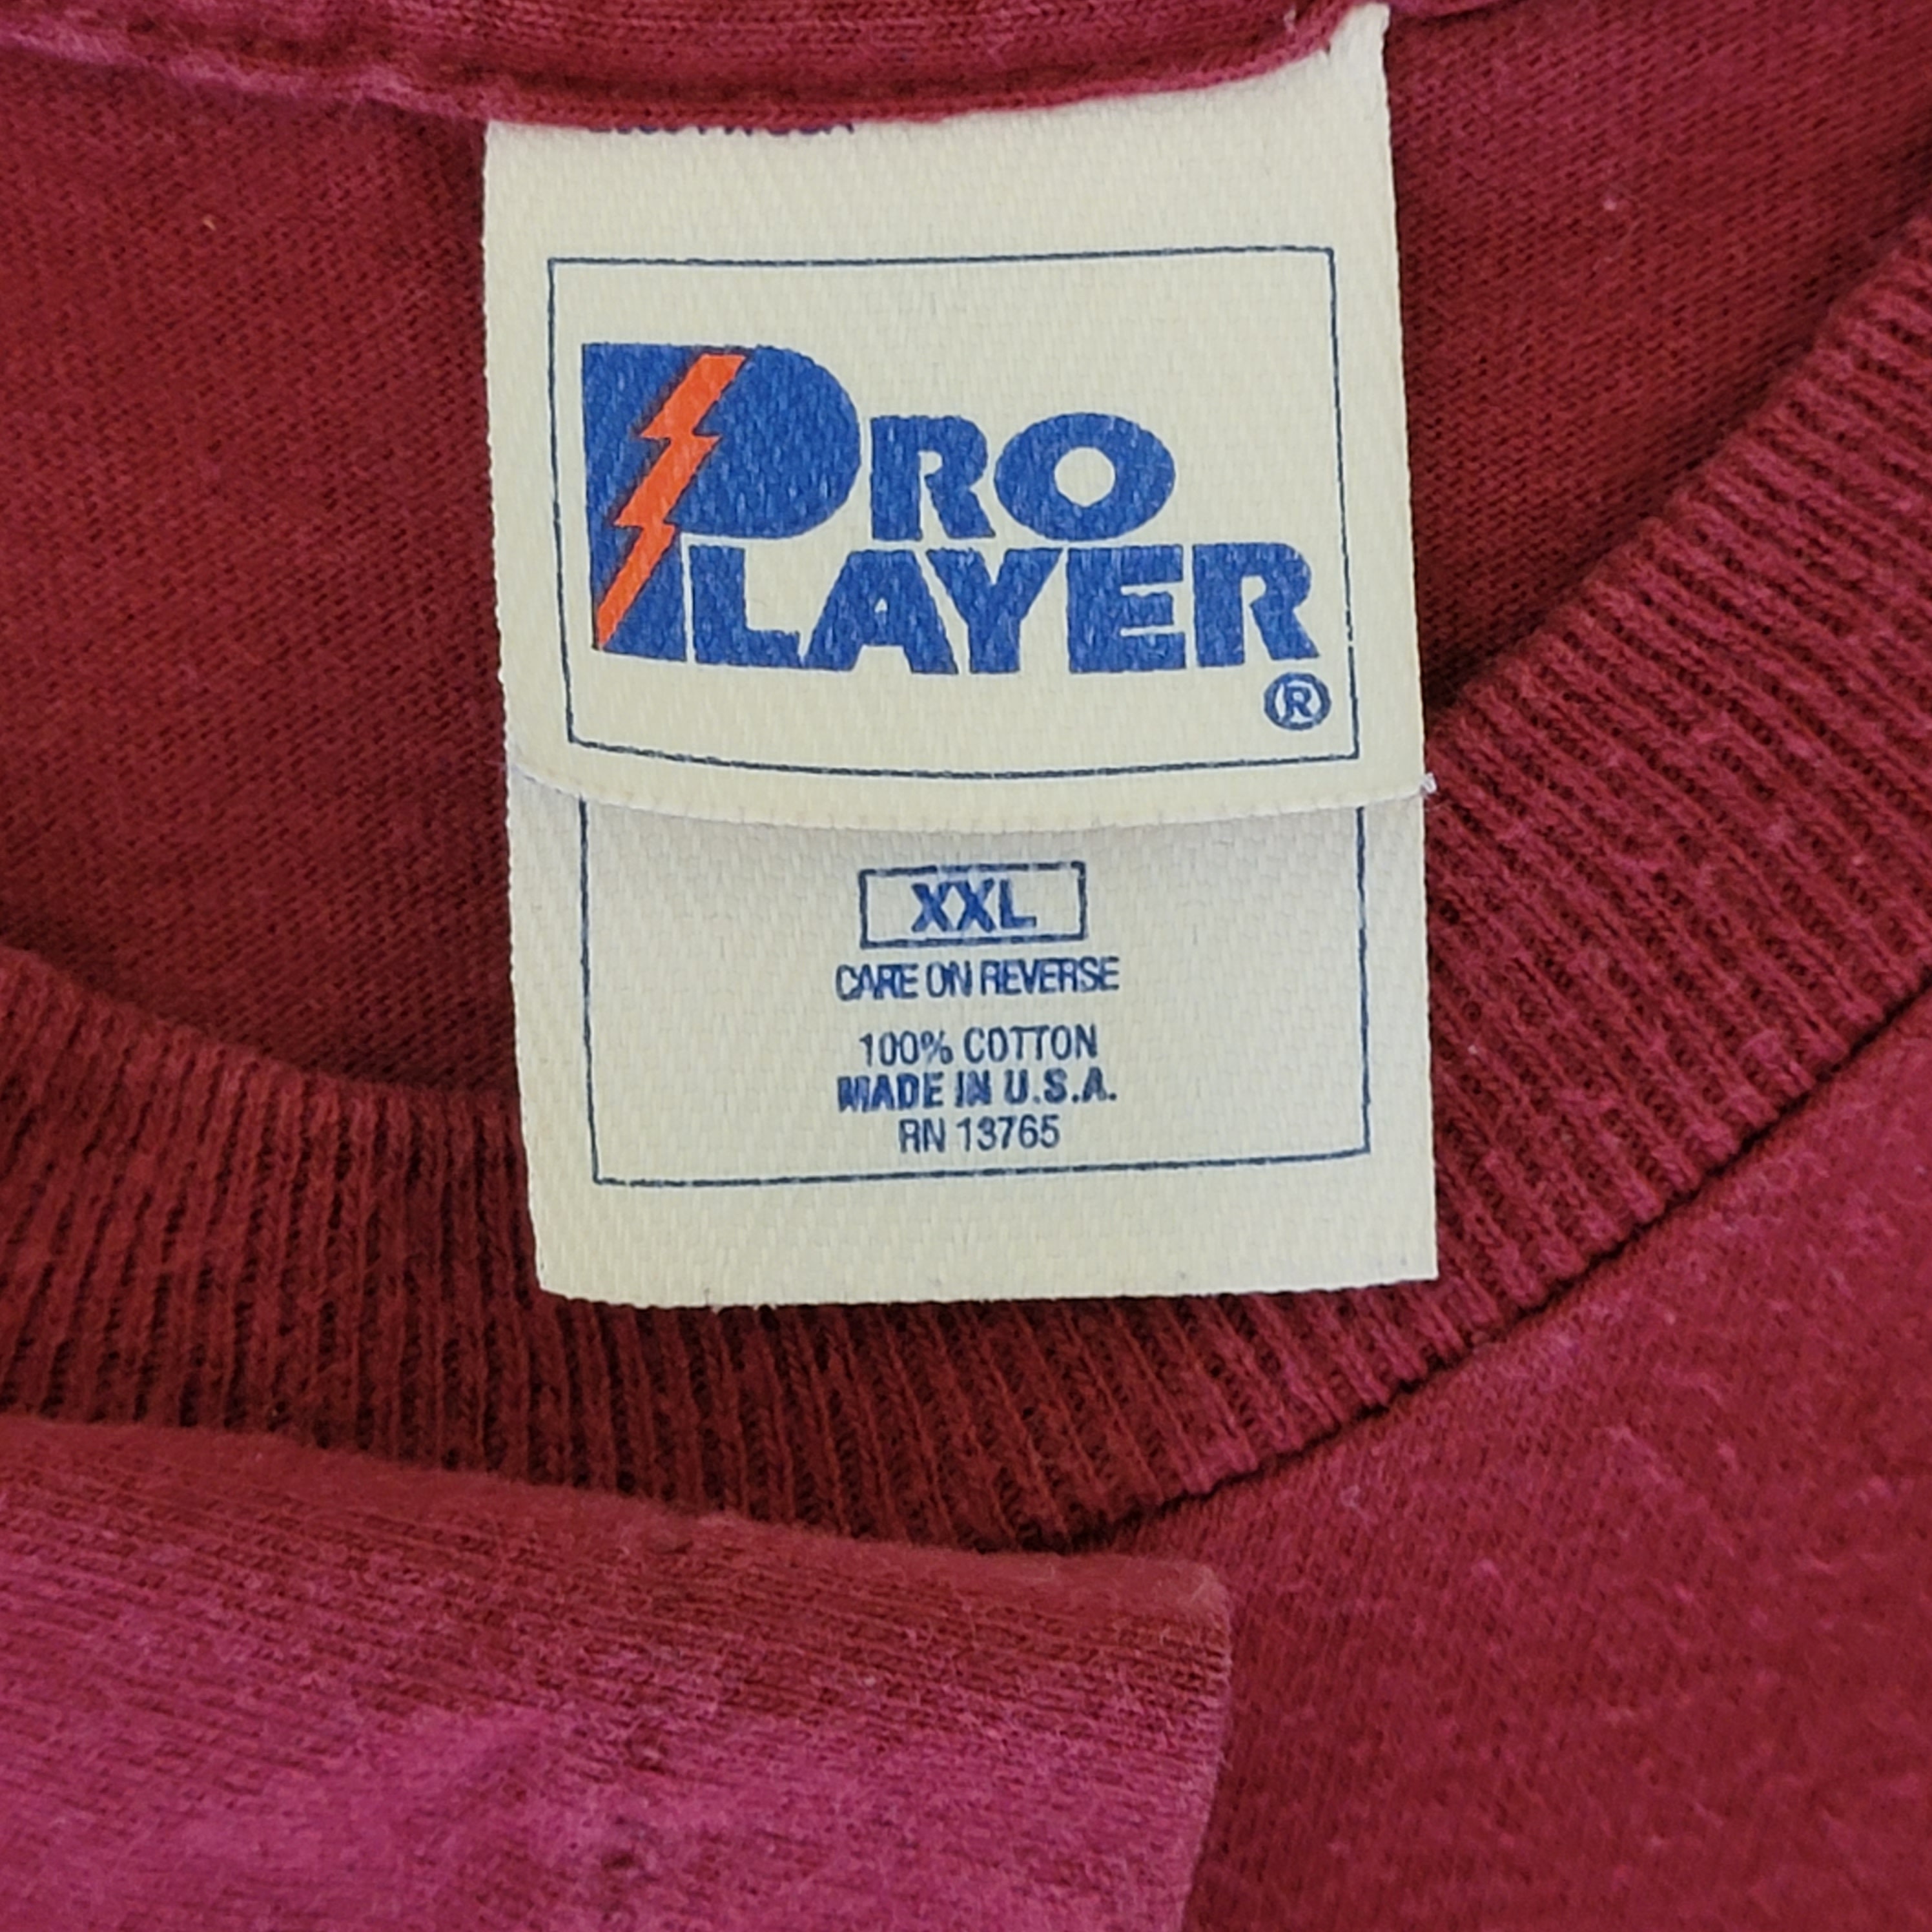 PRO
PLAYER
®
XXL
CARE ON REVERSE
100% COTTON
MADE IN U.S.A.
RN 13765